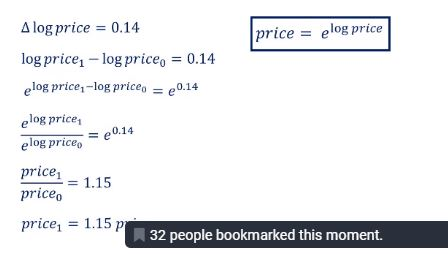 Δ log price = 0.14
price = e^log price
log price₁ − log price₀ = 0.14
e^log price₁−log price₀ = e^0.14
e^log price₁ / e^log price₀ = e^0.14
price₁ / price₀ = 1.15
price₁ = 1.15
32 people bookmarked this moment.